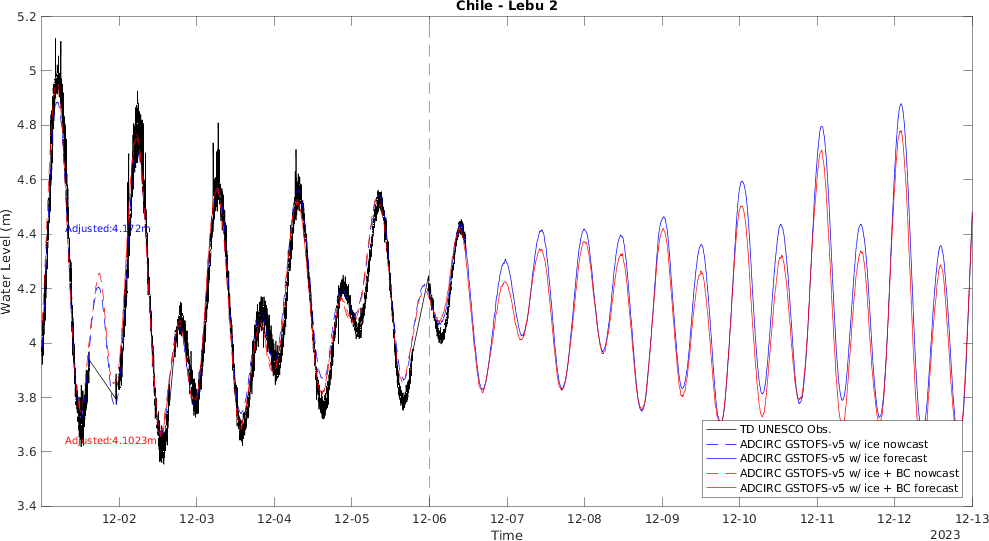 Chile - Lebu 2
5.2
5
4.8
4.6
4.4
4.2
4
3.8
3.6
3.4
Water Level (m)
Adjusted:4.172m
Adjusted:4.1023m
TD UNESCO Obs.
ADCIRC GSTOFS-v5 w/ ice nowcast
ADCIRC GSTOFS-v5 w/ ice forecast
ADCIRC GSTOFS-v5 w/ ice + BC nowcast
ADCIRC GSTOFS-v5 w/ ice + BC forecast
12-02 12-03 12-04 12-05 12-06 12-07 12-08 12-09 12-10 12-11 12-12 12-13
Time
2023